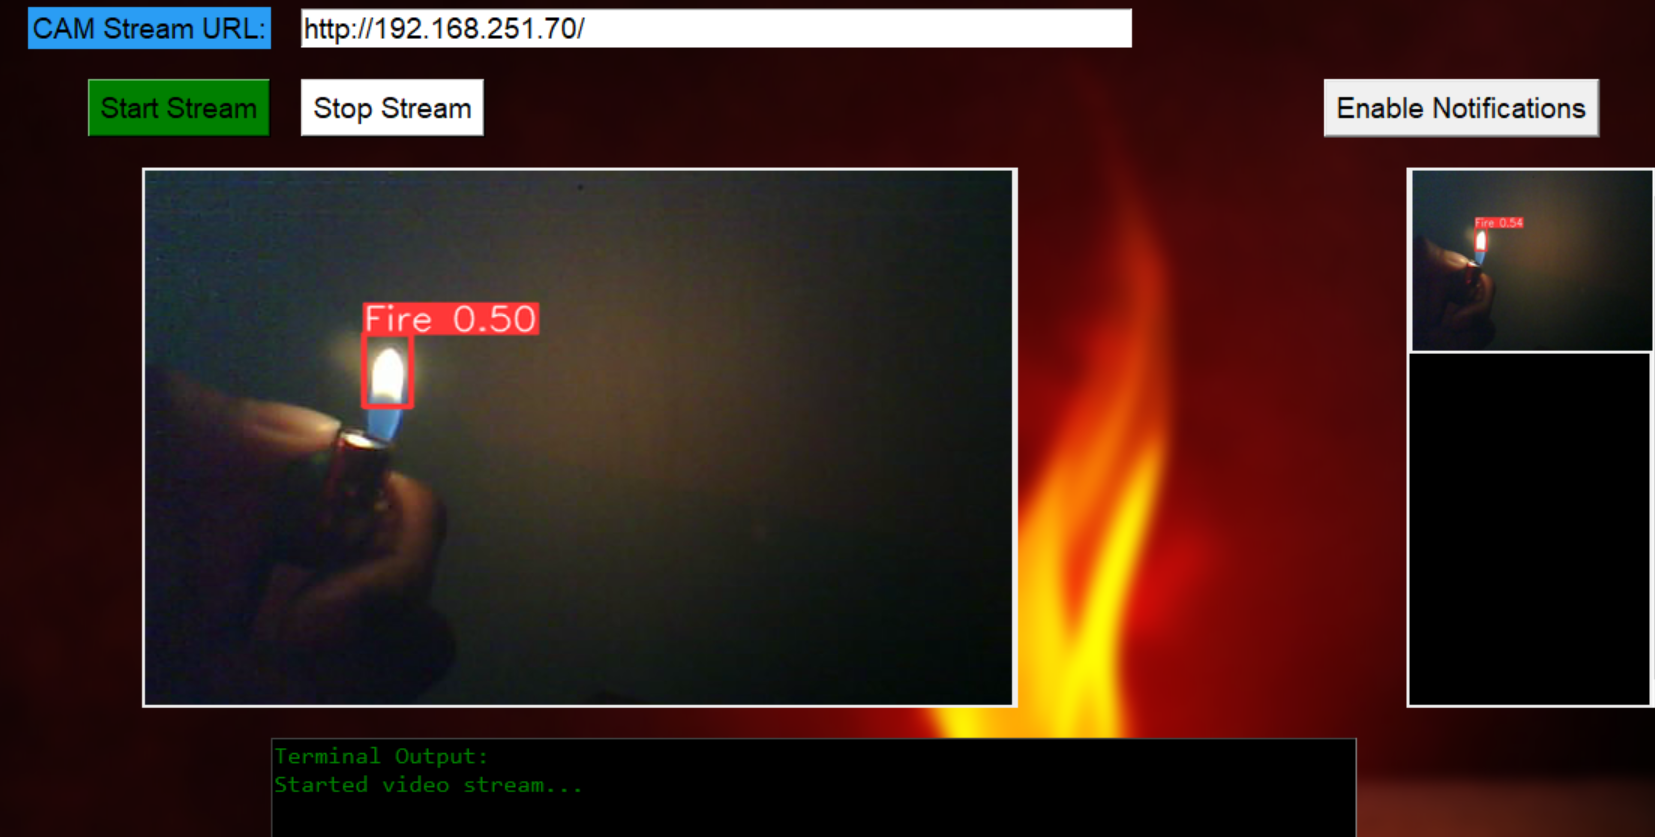 CAM Stream URL: http://192.168.251.70/
Start Stream Stop Stream Enable Notifications
Fire 0.54
Fire 0.50
Terminal Output:
Started video stream...